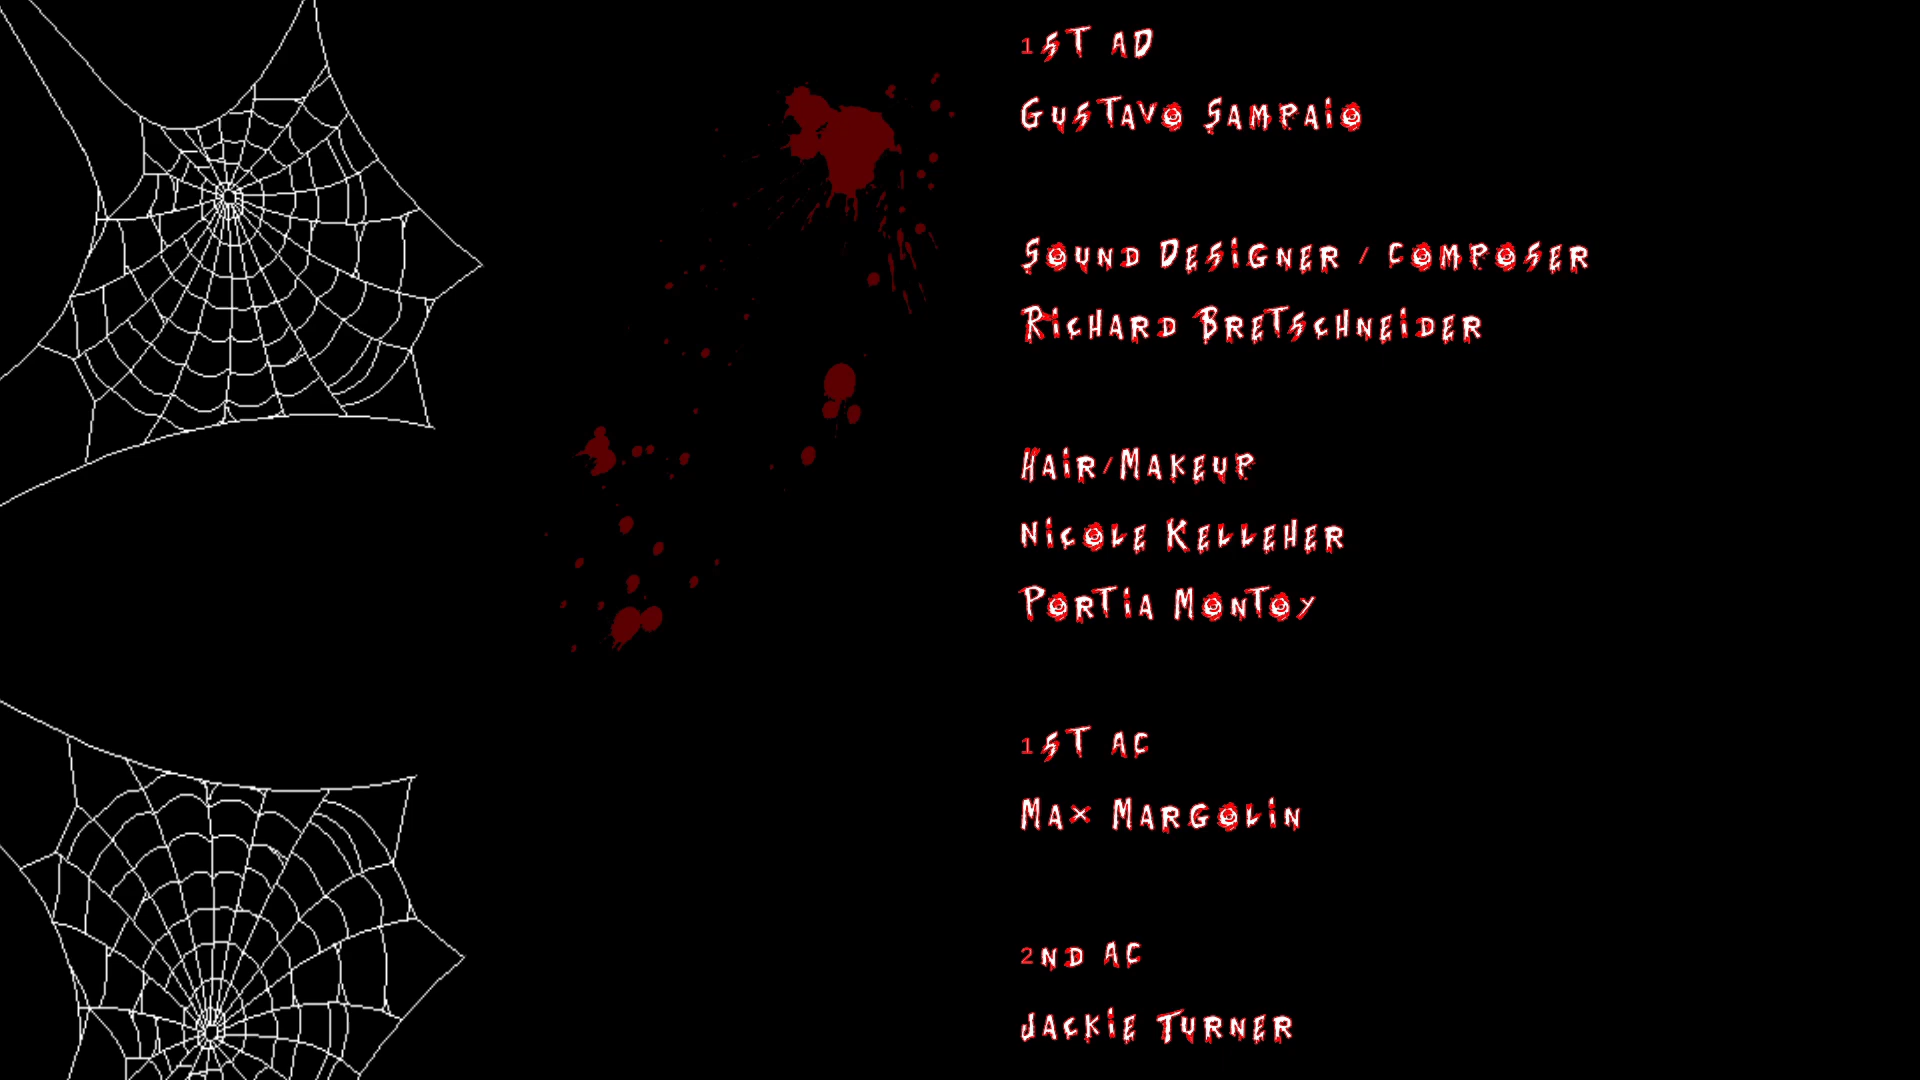 1st AD
Gustavo Sampaio
Sound Designer / Composer
Richard Bretschneider
Hair/Makeup
Nicole Kelleher
Portia Montoy
1st AC
Max Margolin
2nd AC
Jackie Turner